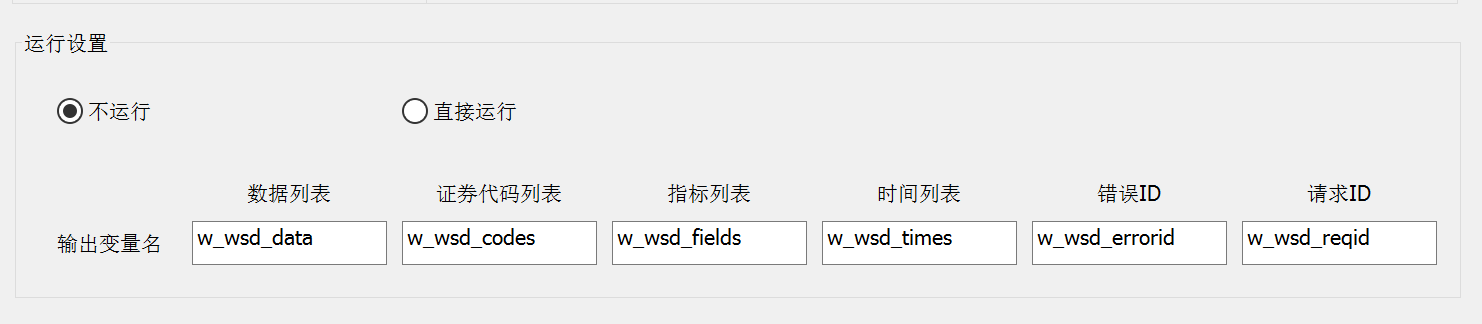 运行设置
不运行 直接运行
数据列表 证券代码列表 指标列表 时间列表 错误ID 请求ID
输出变量名 w_wsd_data w_wsd_codes w_wsd_fields w_wsd_times w_wsd_errorid w_wsd_reqid